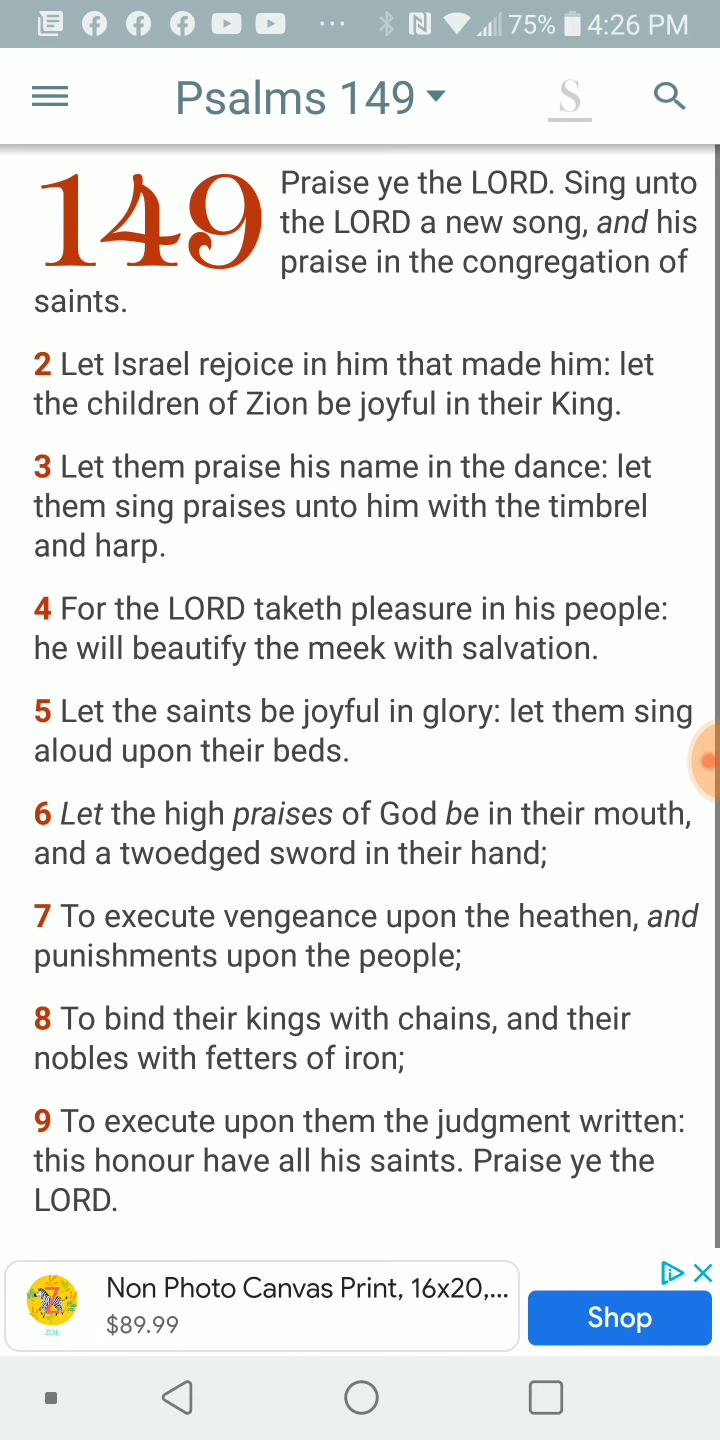 75% 4:26 PM
Psalms 149 S
149 Praise ye the LORD. Sing unto
the LORD a new song, and his
praise in the congregation of
saints.
2 Let Israel rejoice in him that made him: let
the children of Zion be joyful in their King.
3 Let them praise his name in the dance: let
them sing praises unto him with the timbrel
and harp.
4 For the LORD taketh pleasure in his people:
he will beautify the meek with salvation.
5 Let the saints be joyful in glory: let them sing
aloud upon their beds.
6 Let the high praises of God be in their mouth,
and a twoedged sword in their hand;
7 To execute vengeance upon the heathen, and
punishments upon the people;
8 To bind their kings with chains, and their
nobles with fetters of iron;
9 To execute upon them the judgment written:
this honour have all his saints. Praise ye the
LORD.
Z
ZOE
Non Photo Canvas Print, 16x20,...
$89.99
Shop